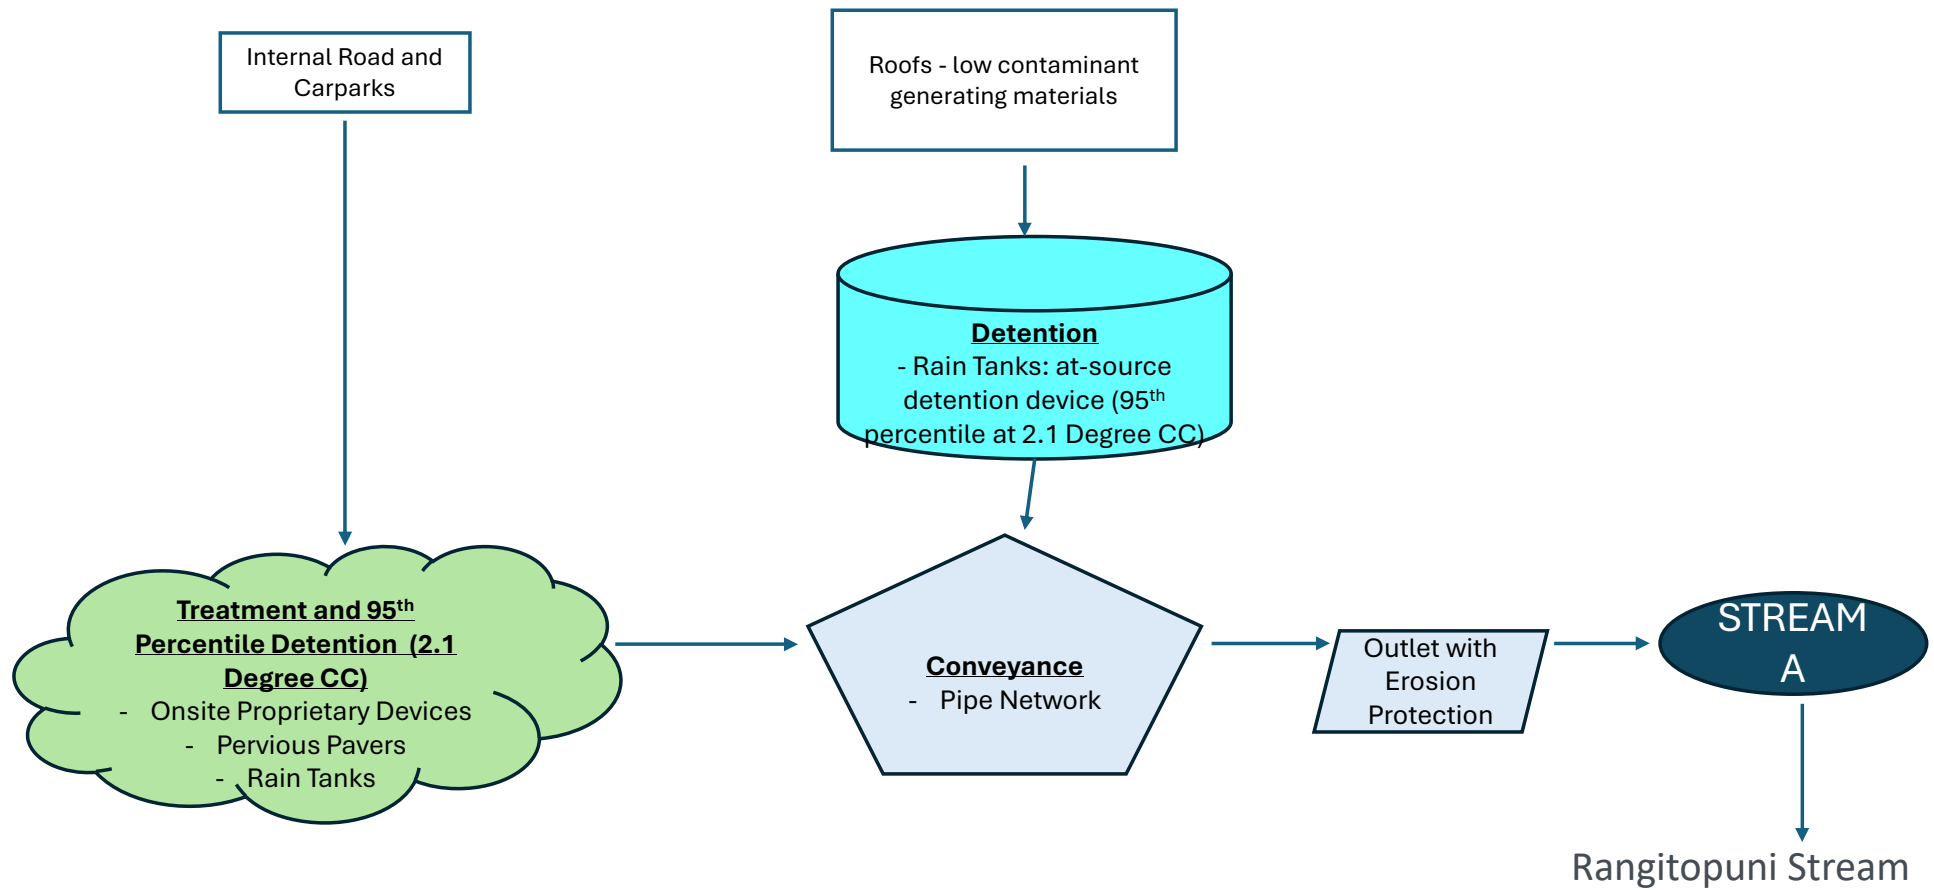 Internal Road and
Carparks
Roofs - low contaminant
generating materials
Detention
- Rain Tanks: at-source
detention device (95th
percentile at 2.1 Degree CC)
Treatment and 95th
Percentile Detention (2.1
Degree CC)
- Onsite Proprietary Devices
- Pervious Pavers
- Rain Tanks
Conveyance
- Pipe Network
Outlet with
Erosion
Protection
STREAM
A
Rangitopuni Stream